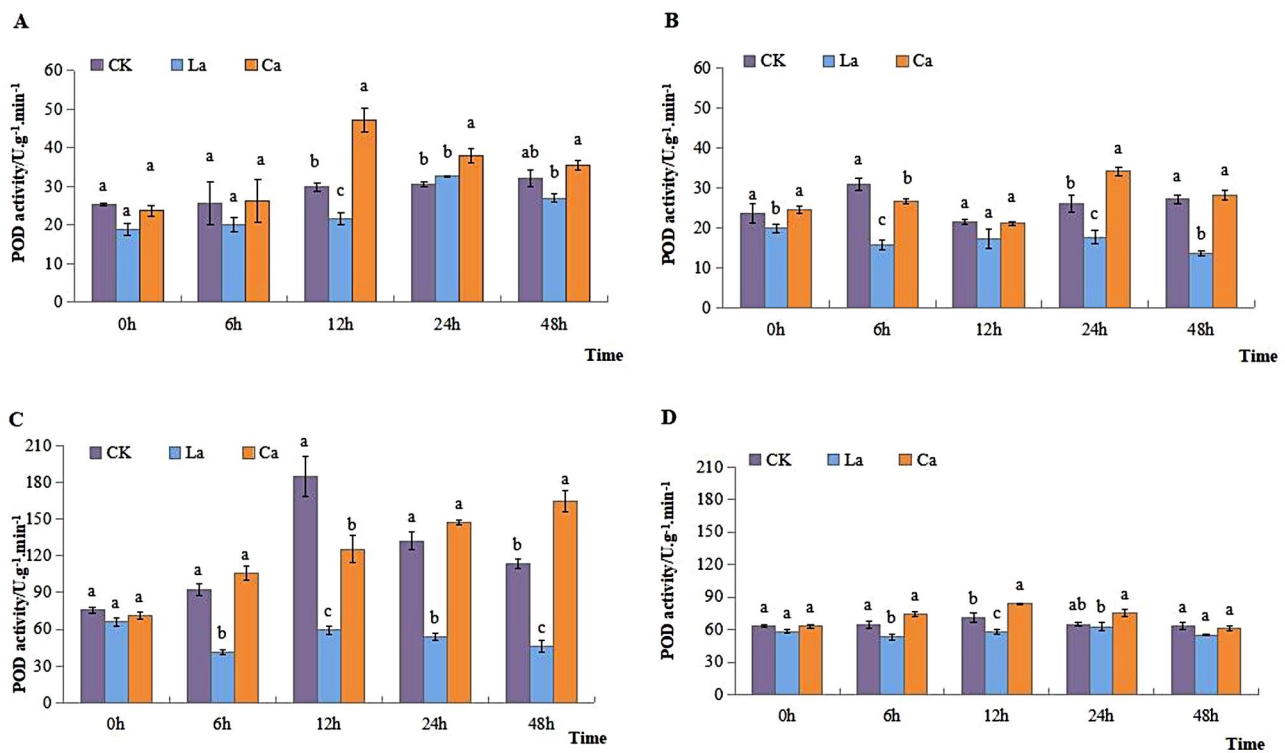 A
CK La Ca
POD activity/U.g-1.min-1
60
50
40
30
20
10
0
a a a
a a a
b c a
b b a
ab b a
0h 6h 12h 24h 48h
Time
B
CK La Ca
POD activity/U.g-1.min-1
60
50
40
30
20
10
0
a b a
a c b
a a a
b c a
a b a
0h 6h 12h 24h 48h
Time
C
CK La Ca
POD activity/U.g-1.min-1
210
180
150
120
90
60
30
0
a a a
a b a
a c b
a b a
b c a
0h 6h 12h 24h 48h
Time
D
CK La Ca
POD activity/U.g-1.min-1
210
180
150
120
90
60
30
0
a a a
a b a
b c a
ab b a
a a a
0h 6h 12h 24h 48h
Time